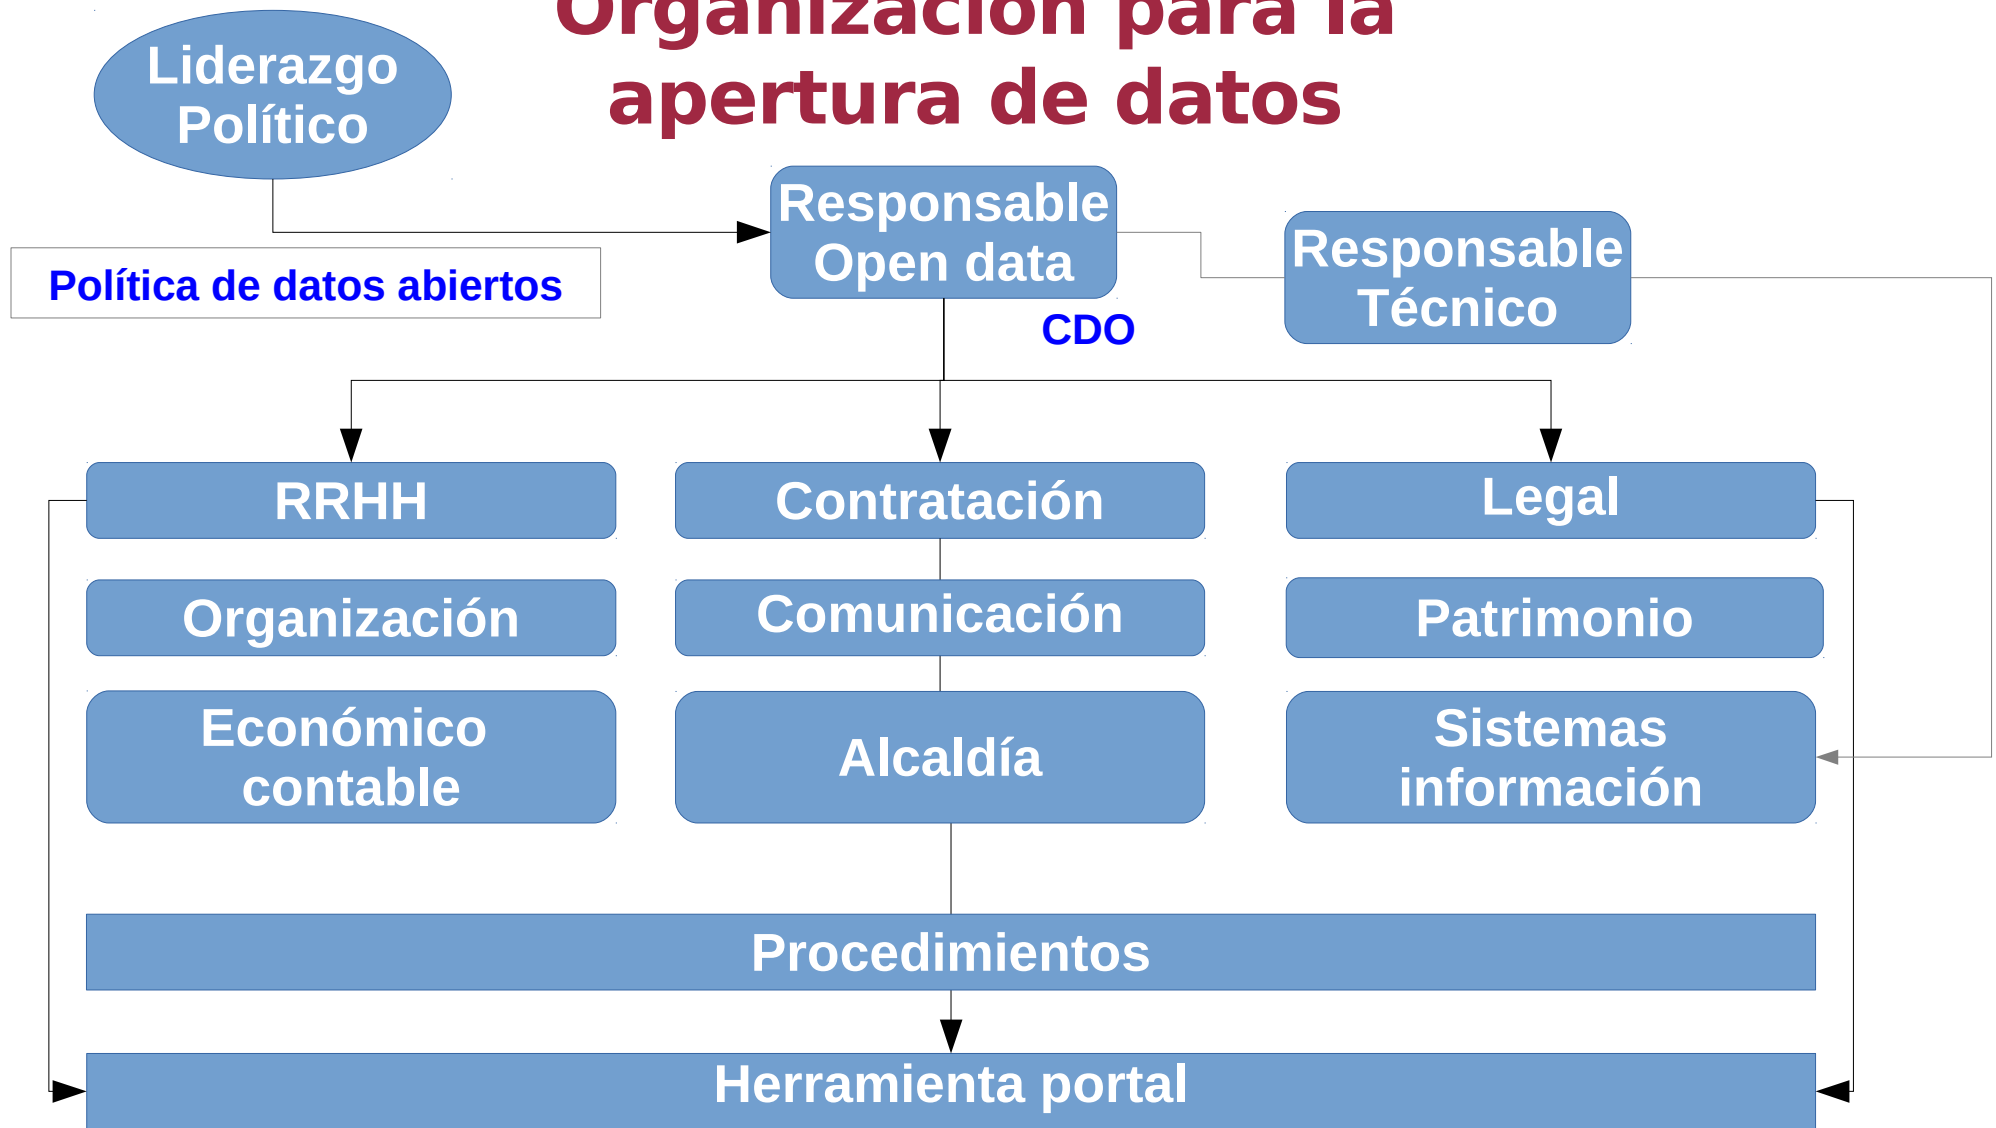 Organización para la
apertura de datos
Liderazgo
Político
Responsable
Open data
Responsable
Técnico
Política de datos abiertos
CDO
RRHH
Contratación
Legal
Organización
Comunicación
Patrimonio
Económico
contable
Alcaldía
Sistemas
información
Procedimientos
Herramienta portal